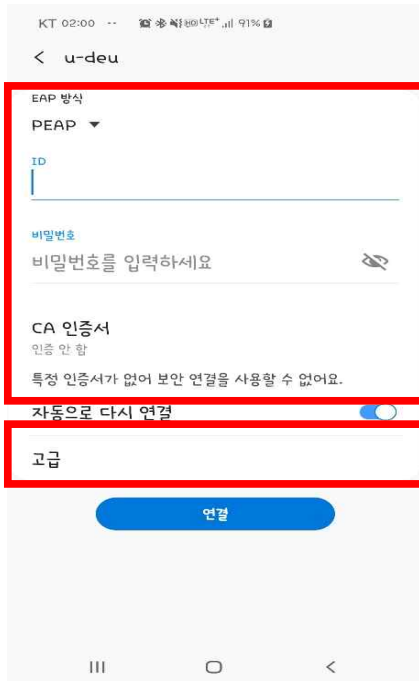 KT 02:00 91%
< u-deu
EAP 방식
PEAP
ID
비밀번호
비밀번호를 입력하세요
CA 인증서
인증 안 함
특정 인증서가 없어 보안 연결을 사용할 수 없어요.
자동으로 다시 연결
고급
연결